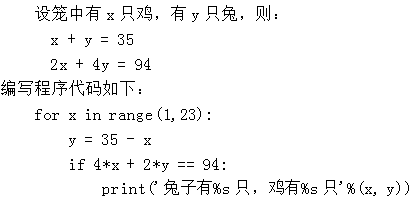 设笼中有x只鸡，有y只兔，则：
x + y = 35
2x + 4y = 94
编写程序代码如下：
for x in range(1,23):
y = 35 - x
if 4*x + 2*y == 94:
print('兔子有%s只，鸡有%s只'%(x, y))